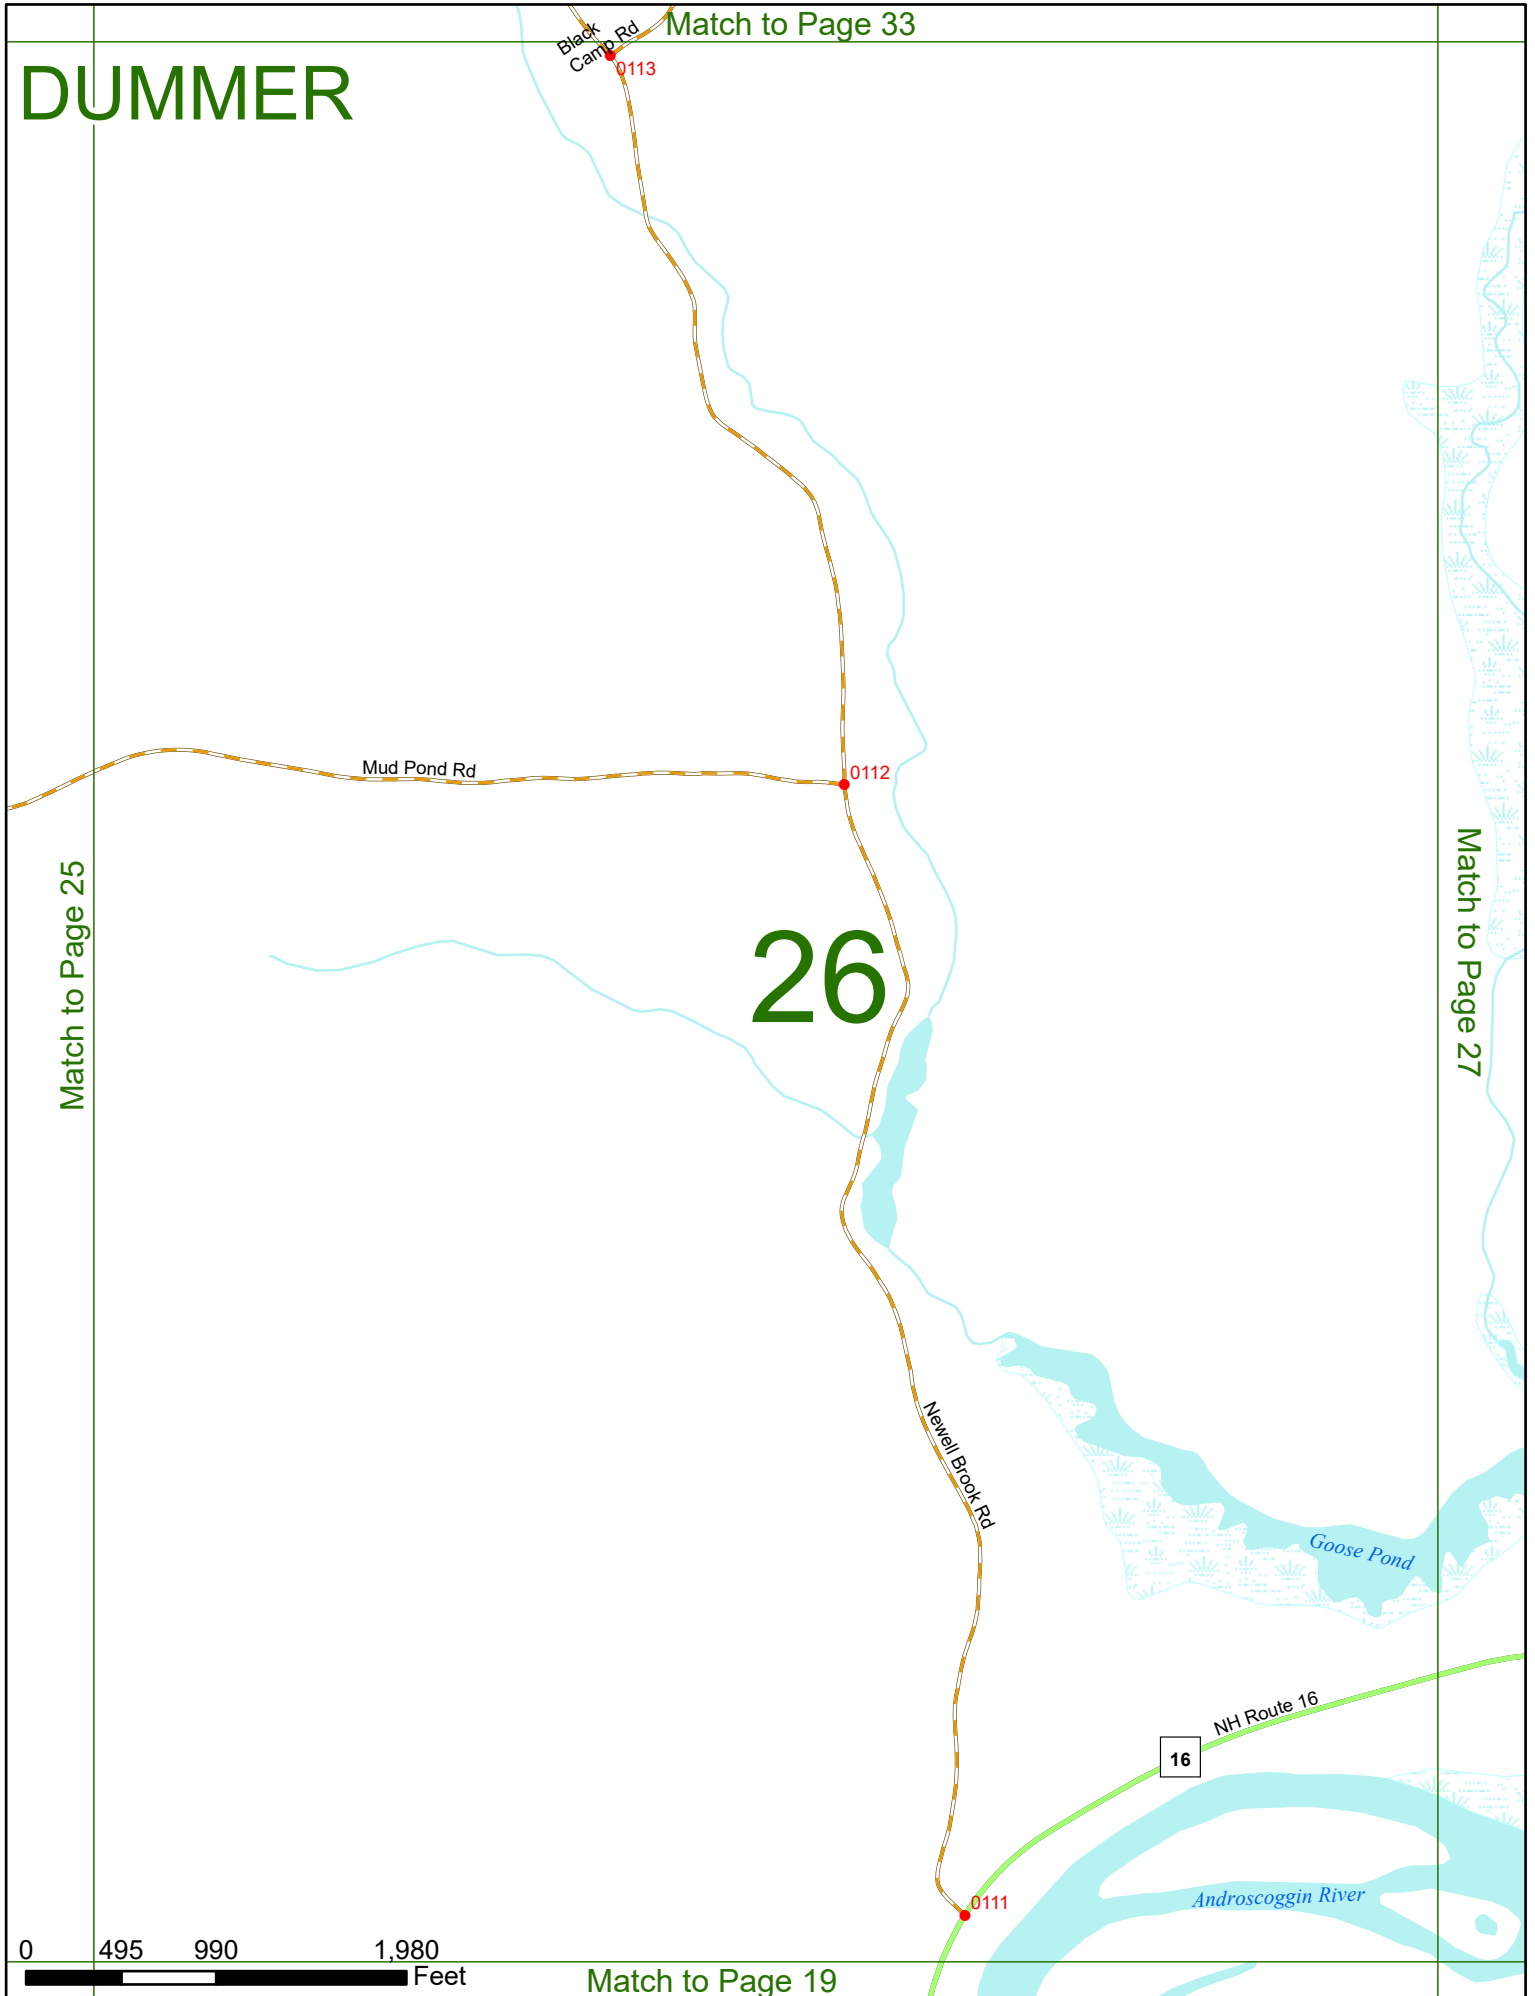 Match to Page 33
Black
Camp Rd
0113
DUMMER
Mud Pond Rd
0112
Match to Page 25
26
Match to Page 27
Newell Brook Rd
Goose Pond
NH Route 16
16
Androscoggin River
0111
0 495 990 1,980
Feet
Match to Page 19